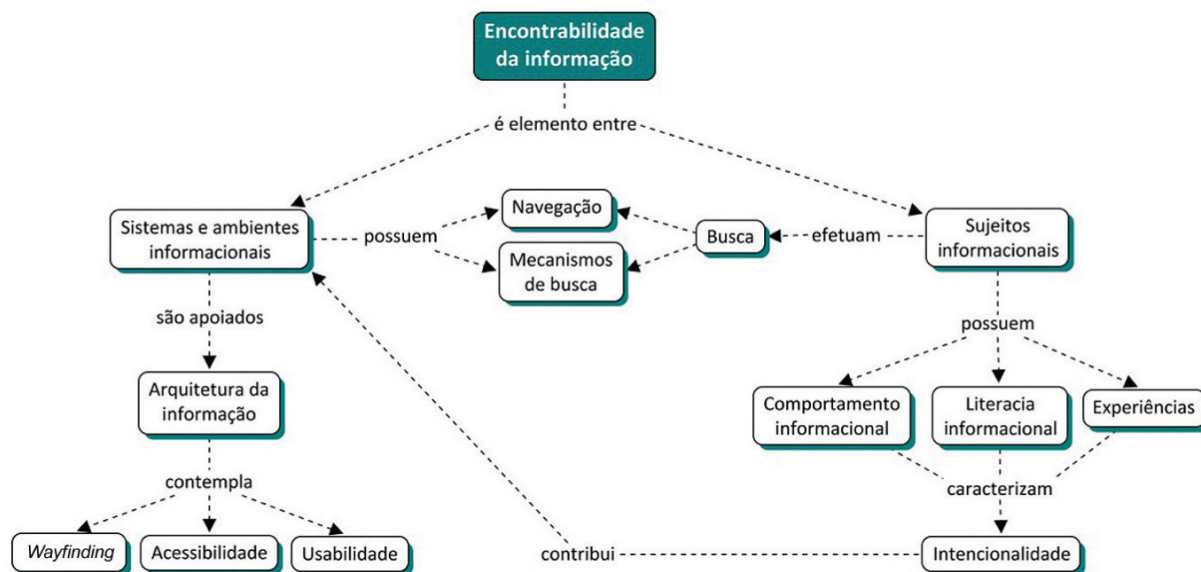 Encontrabilidade
da informação
é elemento entre
Sistemas e ambientes
informacionais
possuem
Navegação
Mecanismos
de busca
Busca
efetuam
Sujeitos
informacionais
são apoiados
possuem
Arquitetura da
informação
Comportamento
informacional
Literacia
informacional
Experiências
contempla
caracterizam
Wayfinding
Acessibilidade
Usabilidade
contribui
Intencionalidade